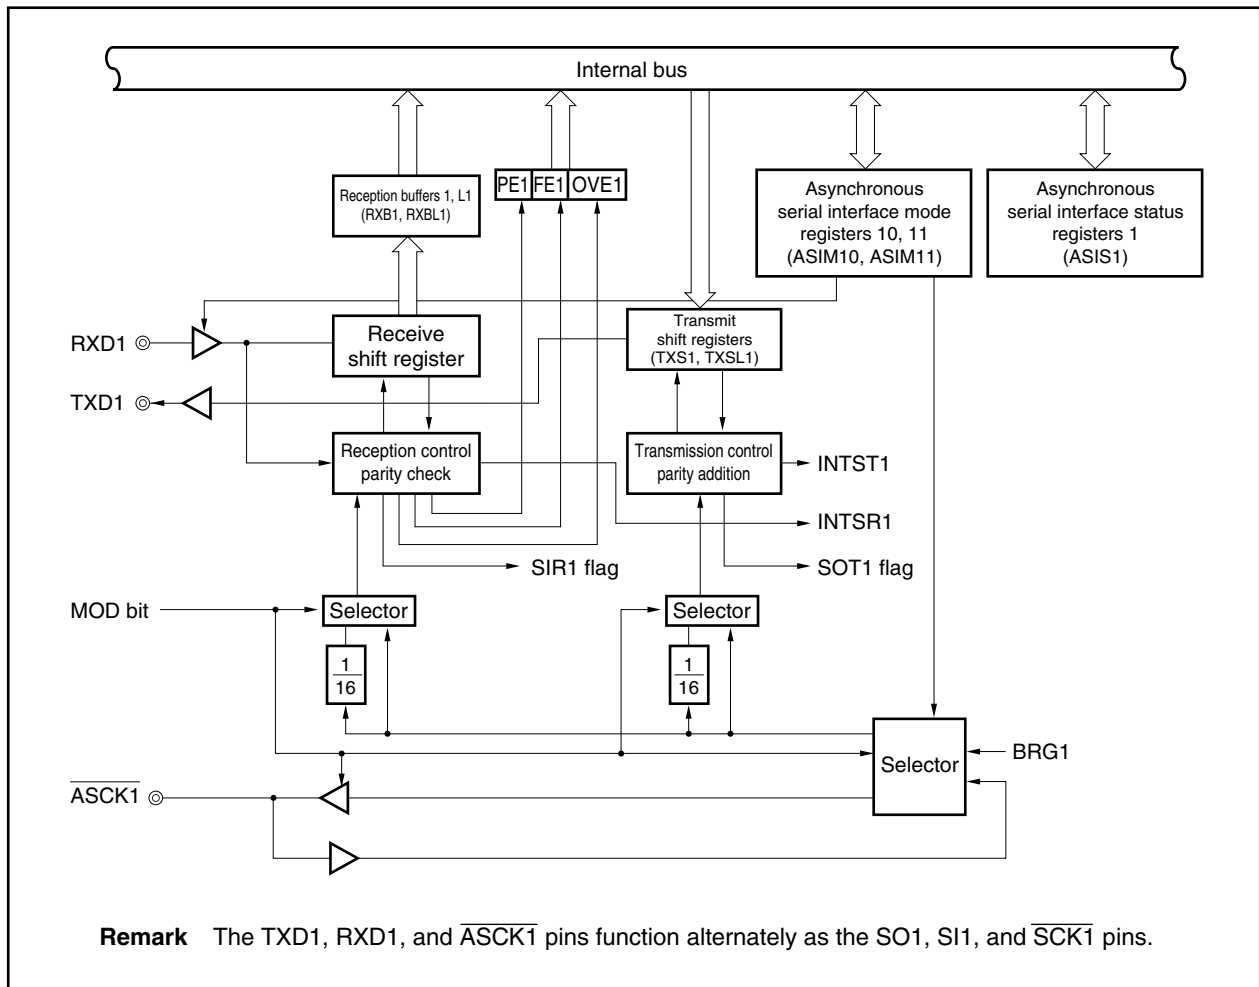 Internal bus
Reception buffers 1, L1
(RXB1, RXBL1)
PE1 FE1 OVE1
Asynchronous
serial interface mode
registers 10, 11
(ASIM10, ASIM11)
Asynchronous
serial interface status
registers 1
(ASIS1)
RXD1
Receive
shift register
Transmit
shift registers
(TXS1, TXSL1)
TXD1
Reception control
parity check
Transmission control
parity addition
INTST1
INTSR1
SIR1 flag
SOT1 flag
MOD bit
Selector
Selector
1
16
1
16
Selector
BRG1
ASCK1
Remark The TXD1, RXD1, and ASCK1 pins function alternately as the SO1, SI1, and SCK1 pins.